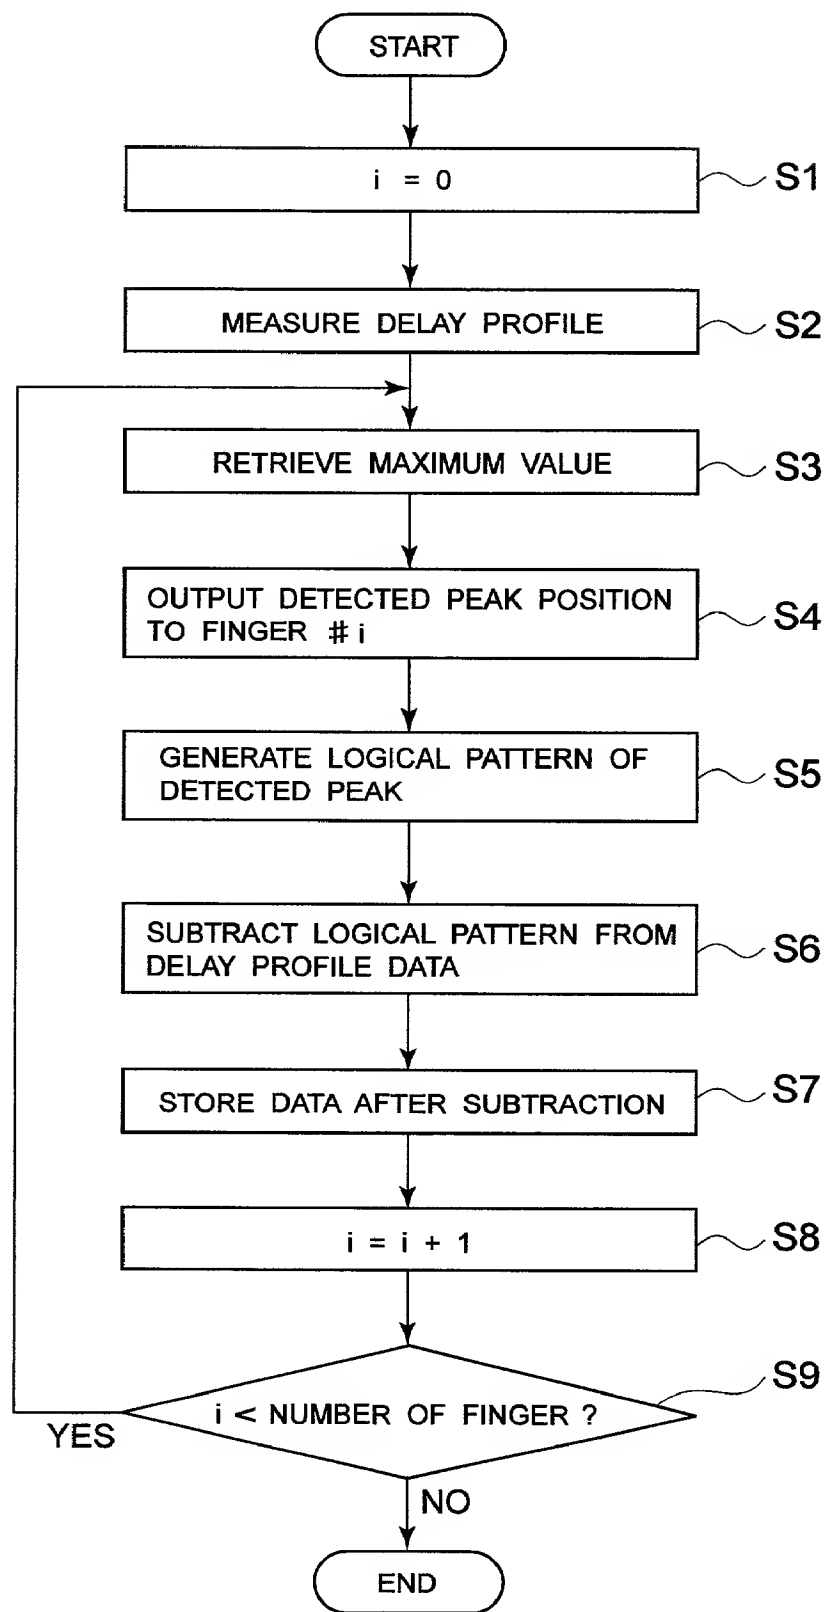 START
i = 0
S1
MEASURE DELAY PROFILE
S2
RETRIEVE MAXIMUM VALUE
S3
OUTPUT DETECTED PEAK POSITION
TO FINGER #i
S4
GENERATE LOGICAL PATTERN OF
DETECTED PEAK
S5
SUBTRACT LOGICAL PATTERN FROM
DELAY PROFILE DATA
S6
STORE DATA AFTER SUBTRACTION
S7
i = i + 1
S8
i < NUMBER OF FINGER ?
S9
YES
NO
END